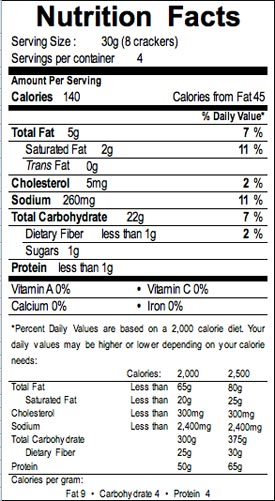 Nutrition Facts
Serving Size : 30g (8 crackers)
Servings per container 4
Amount Per Serving
Calories 140 Calories from Fat 45
% Daily Value*
Total Fat 5g 7 %
Saturated Fat 2g 11 %
Trans Fat 0g
Cholesterol 5mg 2 %
Sodium 260mg 11 %
Total Carbohydrate 22g 7 %
Dietary Fiber less than 1g 2 %
Sugars 1g
Protein less than 1g
Vitamin A 0% • Vitamin C 0%
Calcium 0% • Iron 0%
*Percent Daily Values are based on a 2,000 calorie diet. Your
daily values may be higher or lower depending on your calorie
needs:
Calories: 2,000 2,500
Total Fat Less than 65g 80g
Saturated Fat Less than 20g 25g
Cholesterol Less than 300mg 300mg
Sodium Less than 2,400mg 2,400mg
Total Carbohydrate 300g 375g
Dietary Fiber 25g 30g
Protein 50g 65g
Calories per gram:
Fat 9 • Carbohydrate 4 • Protein 4